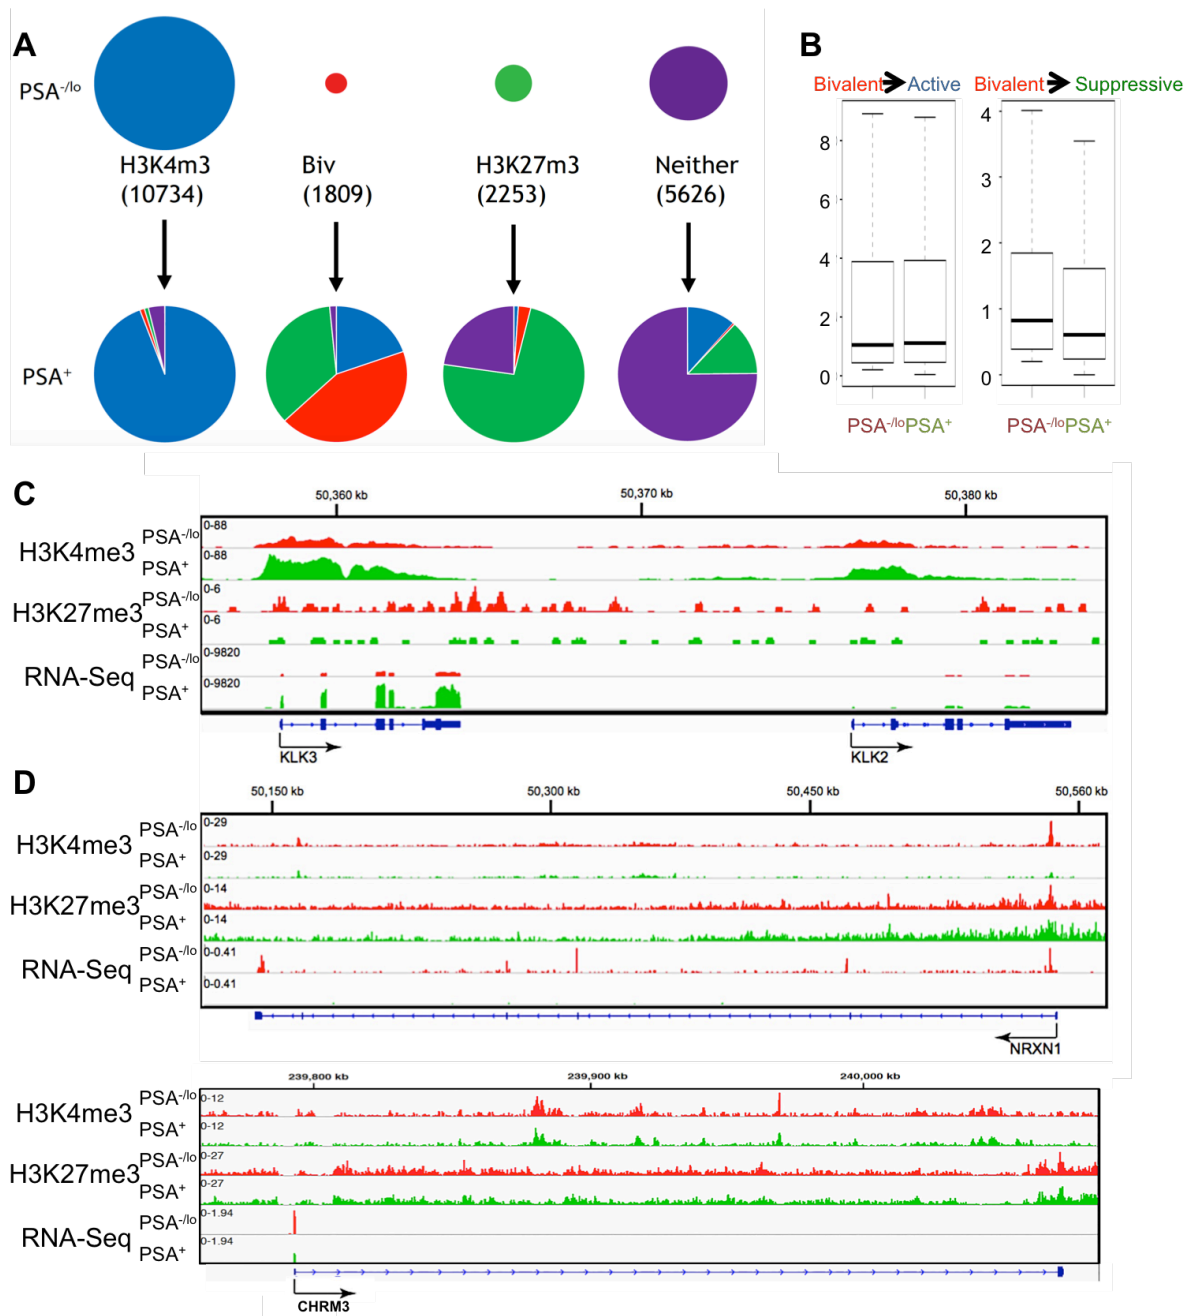 A
PSA-/lo
H3K4m3
(10734)
Biv
(1809)
H3K27m3
(2253)
Neither
(5626)
PSA+
B
Bivalent Active
Bivalent Suppressive
8
6
4
2
0
4
3
2
1
0
PSA-/lo PSA+
PSA-/lo PSA+
C
50,360 kb 50,370 kb 50,380 kb
H3K4me3
PSA-/lo 0-88
PSA+ 0-88
H3K27me3
PSA-/lo 0-6
PSA+ 0-6
RNA-Seq
PSA-/lo 0-9820
PSA+ 0-9820
KLK3 KLK2
D
50,150 kb 50,300 kb 50,450 kb 50,560 kb
H3K4me3
PSA-/lo 0-29
PSA+ 0-29
H3K27me3
PSA-/lo 0-14
PSA+ 0-14
RNA-Seq
PSA-/lo 0-0.41
PSA+ 0-0.41
NRXN1
239,800 kb 239,900 kb 240,000 kb
H3K4me3
PSA-/lo 0-12
PSA+ 0-12
H3K27me3
PSA-/lo 0-27
PSA+ 0-27
RNA-Seq
PSA-/lo 0-1.94
PSA+ 0-1.94
CHRM3